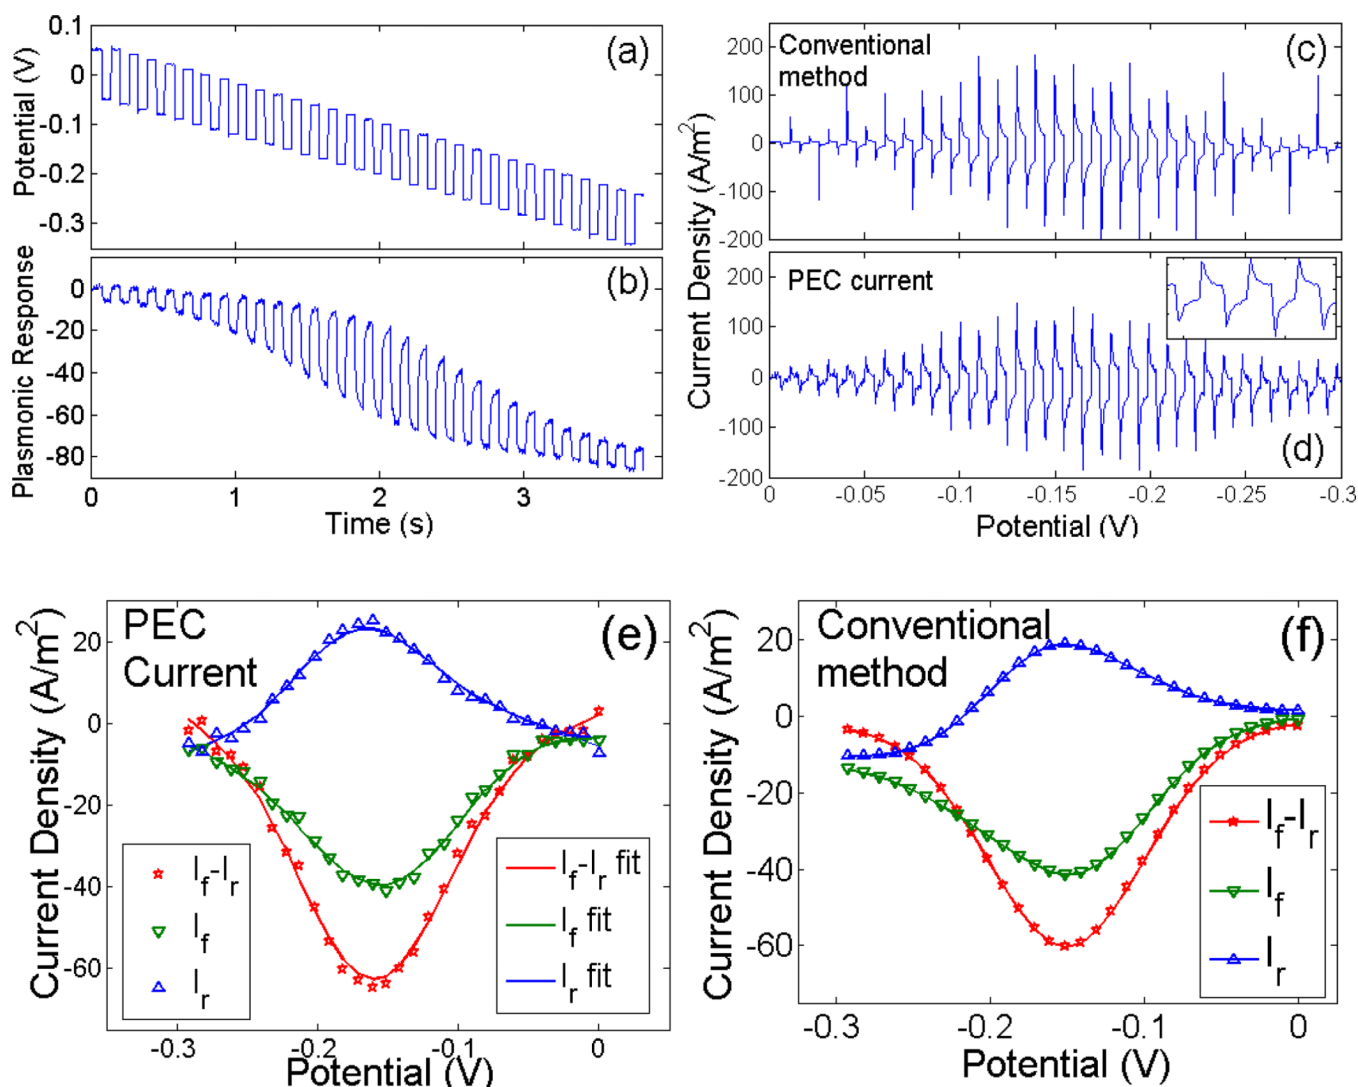 0.1
0
-0.1
-0.2
-0.3
Potential (V)
(a)
0
-20
-40
-60
-80
Plasmonic Response
(b)
0
1
2
3
Time (s)
200
100
0
-100
200
Conventional
method
(c)
Current Density (A/m²)
200
100
0
-100
-200
PEC current
(d)
0
-0.05
-0.1
-0.15
-0.2
-0.25
-0.3
Potential (V)
20
0
-20
-40
-60
Current Density (A/m²)
PEC
Current
(e)
If-Ir
If
Ir
If-Ir fit
If fit
Ir fit
-0.3
-0.2
-0.1
0
Potential (V)
20
0
-20
-40
-60
Current Density (A/m²)
Conventional
method
(f)
If-Ir
If
Ir
-0.3
-0.2
-0.1
0
Potential (V)